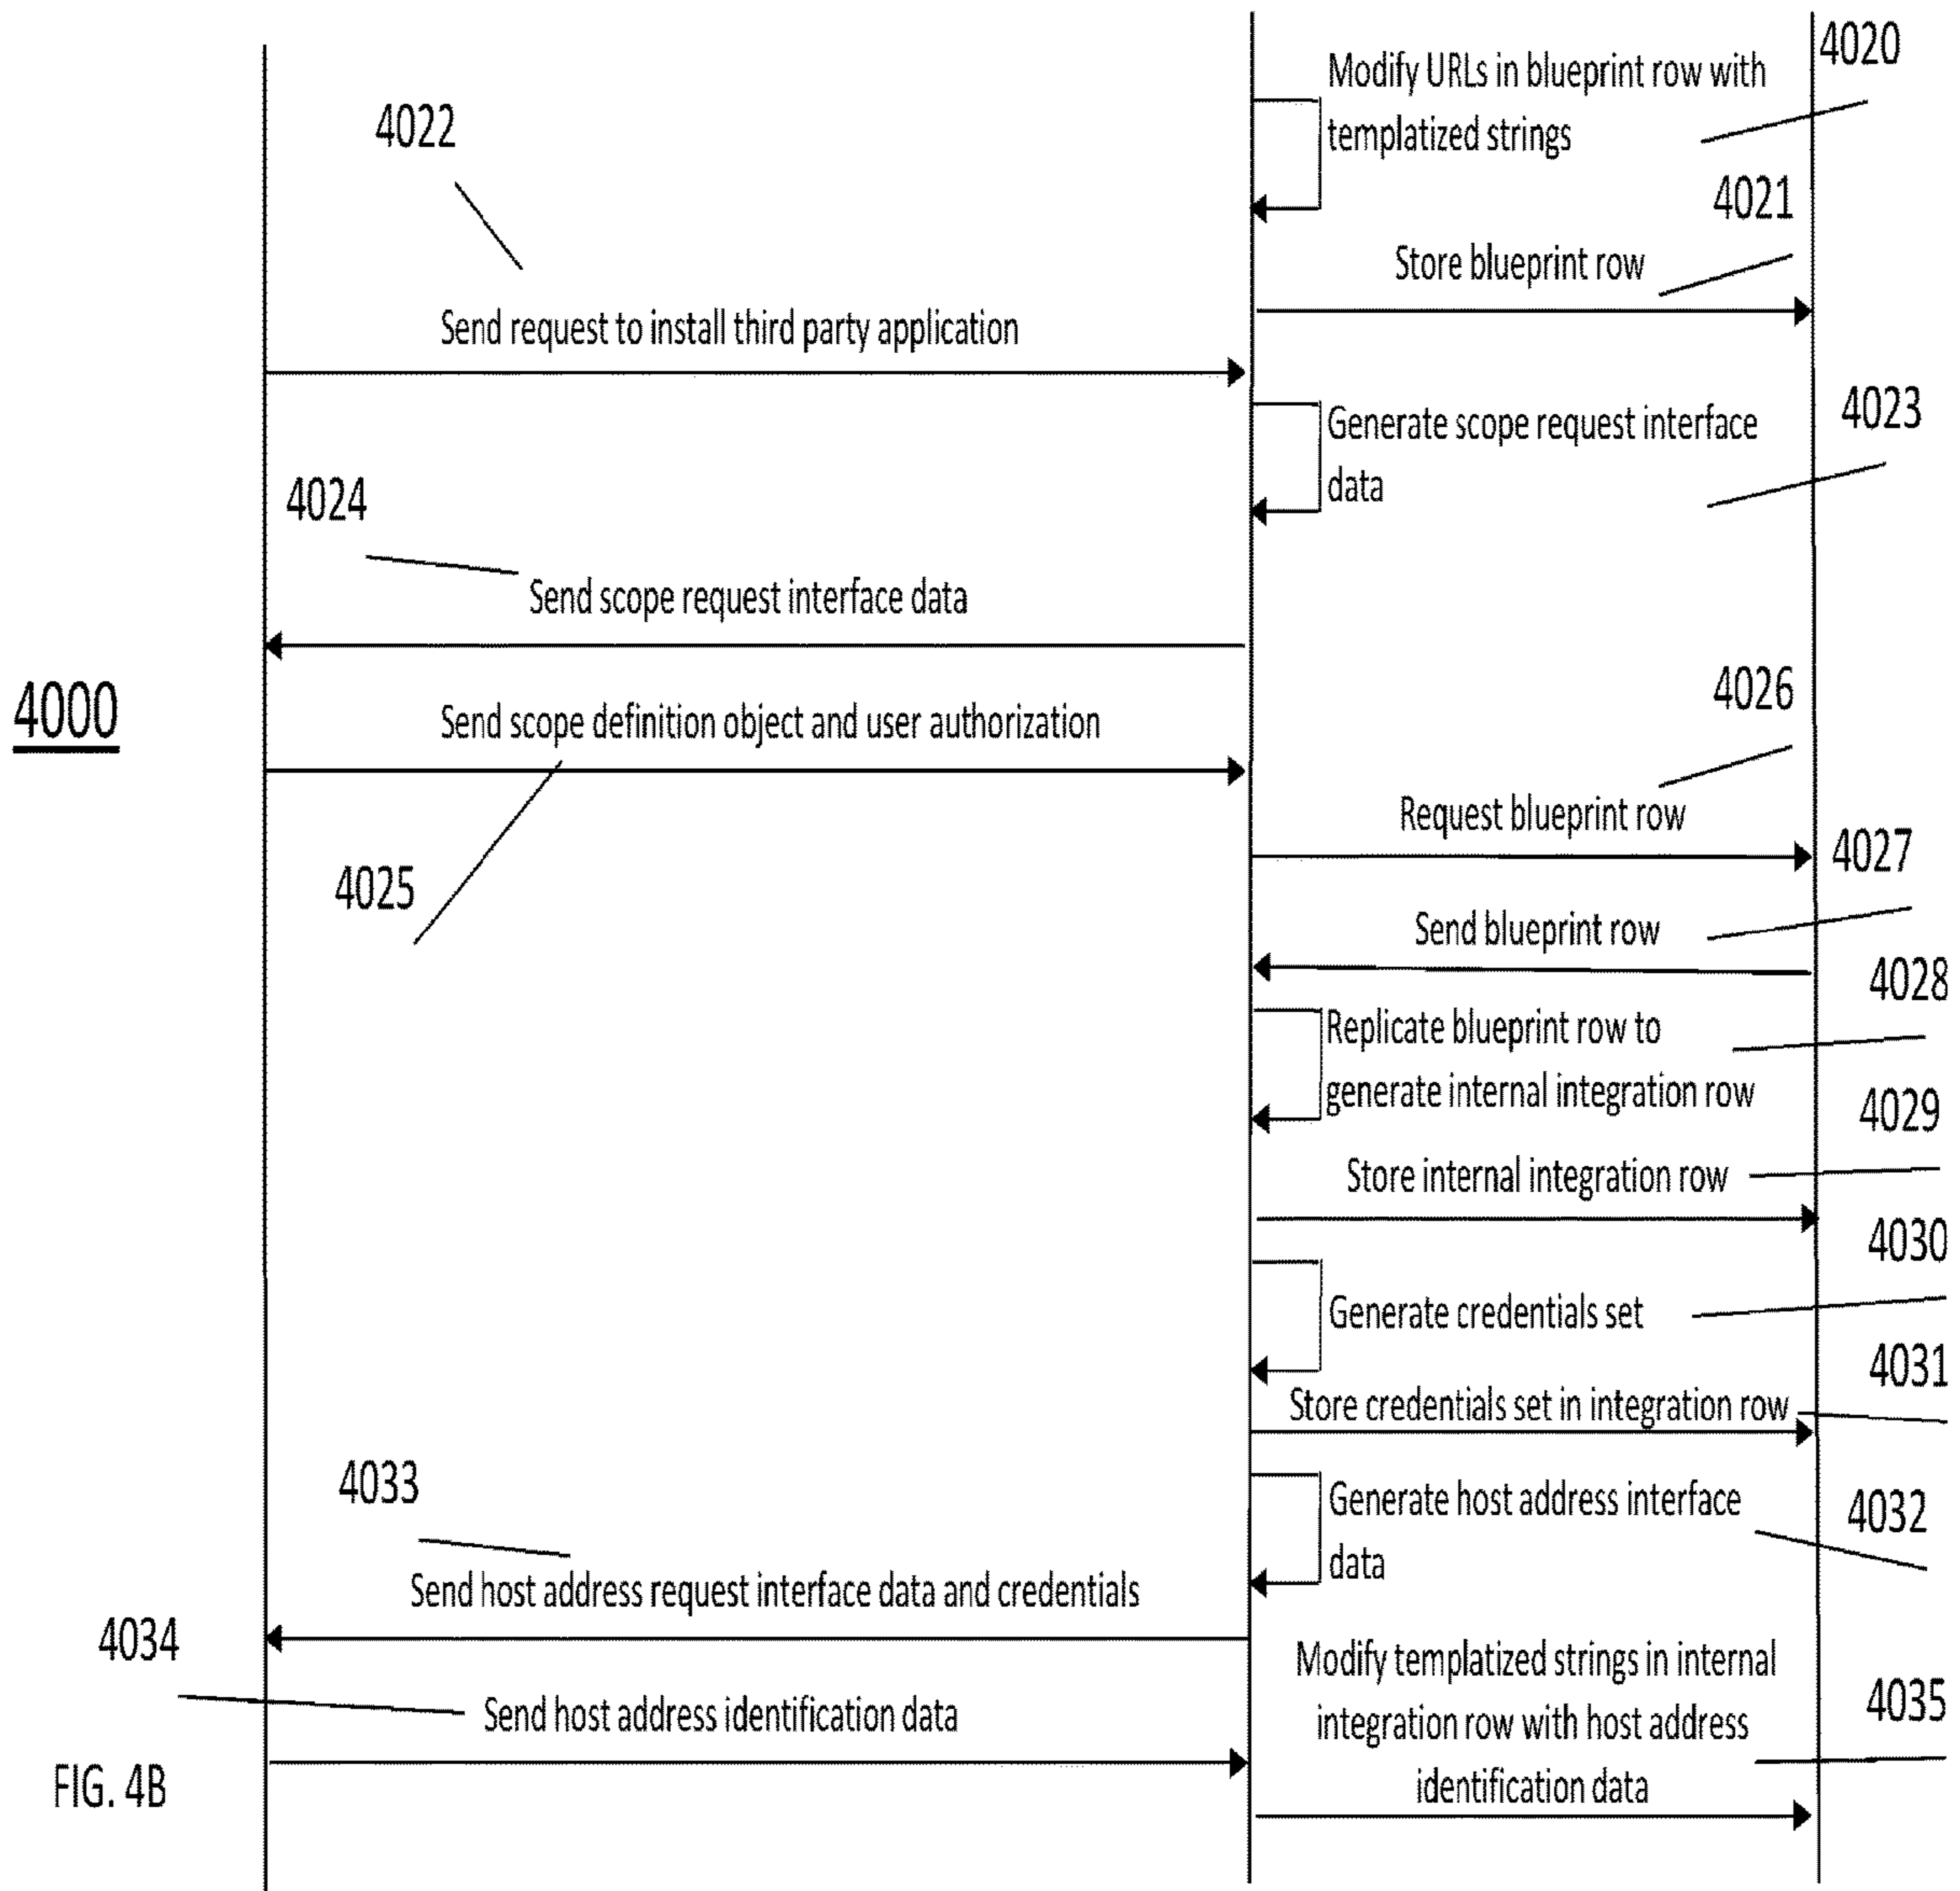 4020
Modify URLs in blueprint row with
templatized strings
4022
4021
Store blueprint row
Send request to install third party application
4023
Generate scope request interface
data
4024
Send scope request interface data
4000
4026
Send scope definition object and user authorization
Request blueprint row
4027
4025
Send blueprint row
4028
Replicate blueprint row to
generate internal integration row
4029
Store internal integration row
4030
Generate credentials set
4031
Store credentials set in integration row
4033
Generate host address interface
data
4032
Send host address request interface data and credentials
4034
Modify templatized strings in internal
integration row with host address
identification data
4035
Send host address identification data
FIG. 4B